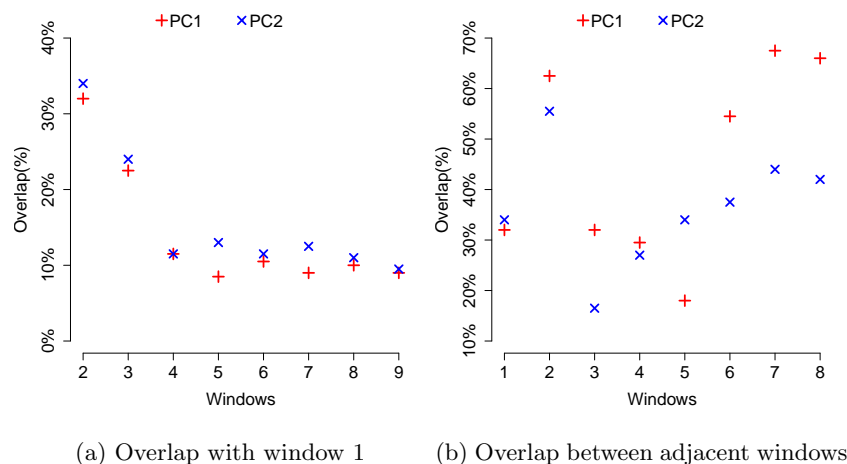 PC1 PC2
40%
30%
20%
10%
0%
Overlap(%)
2 3 4 5 6 7 8 9
Windows
(a) Overlap with window 1
PC1 PC2
70%
60%
50%
40%
30%
20%
10%
Overlap(%)
1 2 3 4 5 6 7 8
Windows
(b) Overlap between adjacent windows